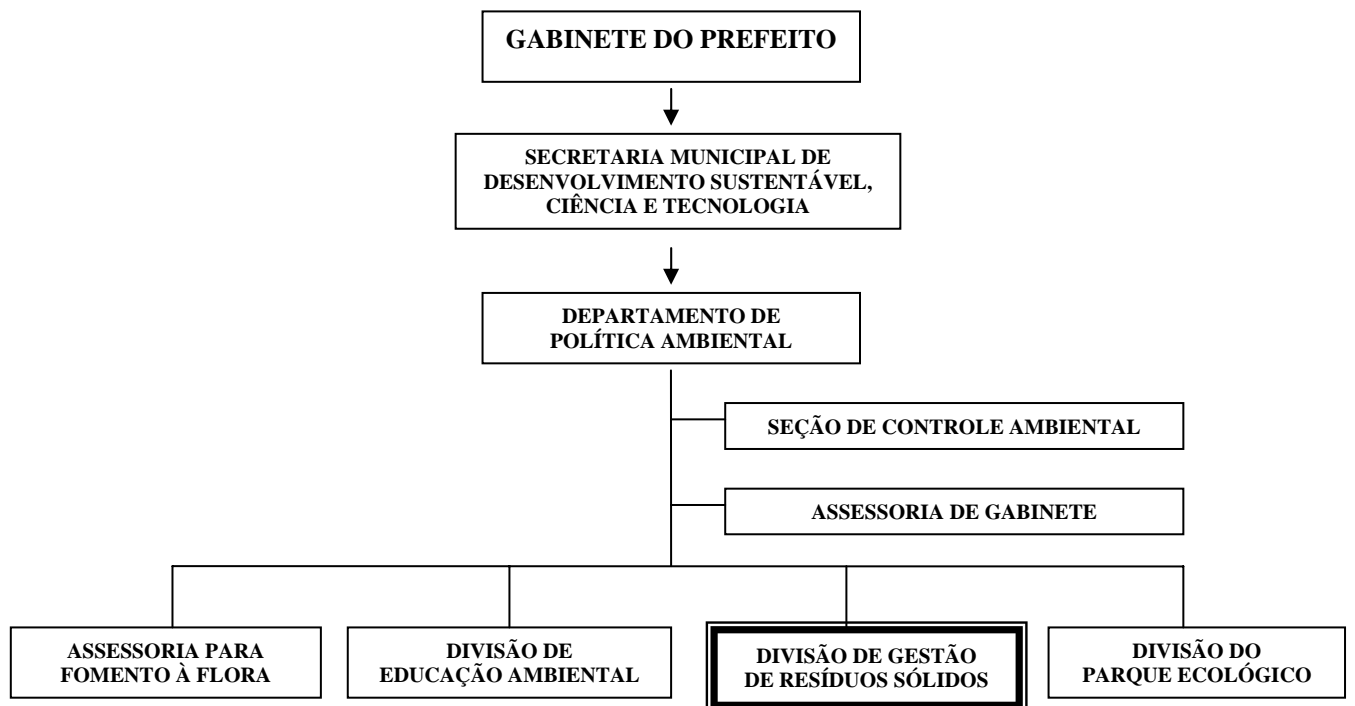 GABINETE DO PREFEITO
SECRETARIA MUNICIPAL DE
DESENVOLVIMENTO SUSTENTÁVEL,
CIÊNCIA E TECNOLOGIA
DEPARTAMENTO DE
POLÍTICA AMBIENTAL
SEÇÃO DE CONTROLE AMBIENTAL
ASSESSORIA DE GABINETE
ASSESSORIA PARA
FOMENTO À FLORA
DIVISÃO DE
EDUCAÇÃO AMBIENTAL
DIVISÃO DE GESTÃO
DE RESÍDUOS SÓLIDOS
DIVISÃO DO
PARQUE ECOLÓGICO